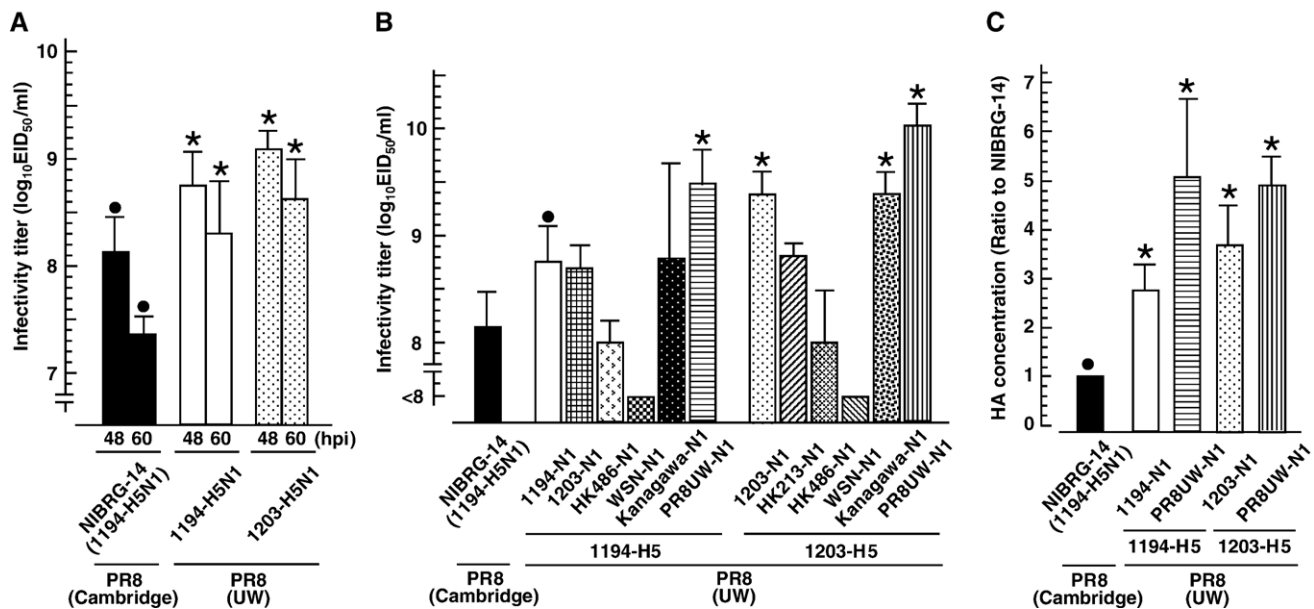 A
Infectivity titer (log10EID50/ml)
10
9
8
7
48 60 48 60 48 60 (hpi)
NIBRG-14
(1194-H5N1)
1194-H5N1
1203-H5N1
PR8
(Cambridge)
PR8
(UW)
B
Infectivity titer (log10EID50/ml)
10
9
8
<8
NIBRG-14
(1194-H5N1)
1194-N1
1203-N1
HK486-N1
WSN-N1
Kanagawa-N1
PR8UW-N1
1203-N1
HK213-N1
HK486-N1
WSN-N1
Kanagawa-N1
PR8UW-N1
1194-H5
1203-H5
PR8
(Cambridge)
PR8
(UW)
C
HA concentration (Ratio to NIBRG-14)
7
6
5
4
3
2
1
0
NIBRG-14
(1194-H5N1)
1194-N1
PR8UW-N1
1203-N1
PR8UW-N1
1194-H5
1203-H5
PR8
(Cambridge)
PR8
(UW)